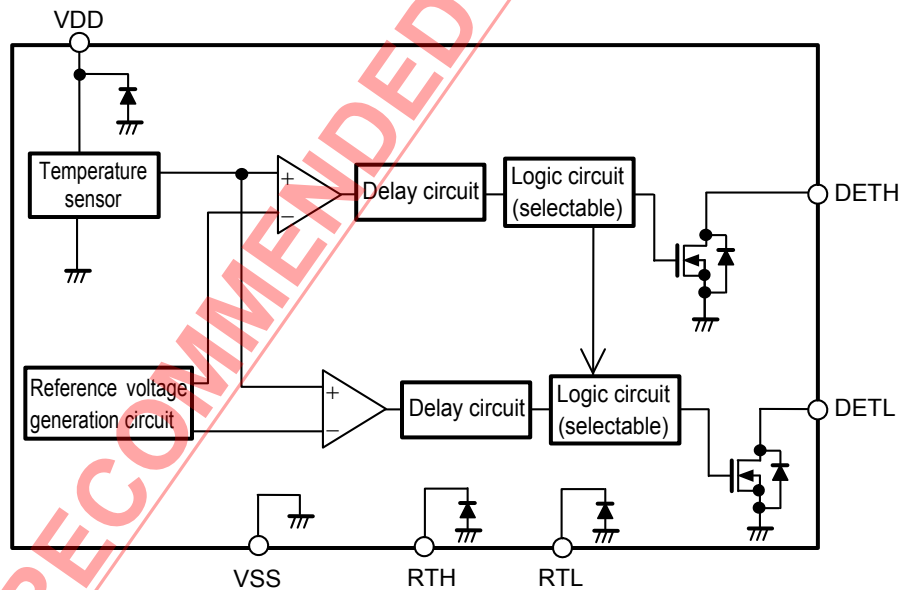 VDD
Temperature
sensor
+
−
Delay circuit
Logic circuit
(selectable)
DETH
Reference voltage
generation circuit
+
−
Delay circuit
Logic circuit
(selectable)
DETL
VSS
RTH
RTL
RECOMMENDED